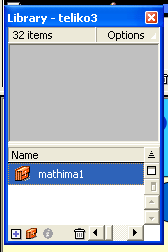 Library - teliko3
32 items Options
Name
mathima1